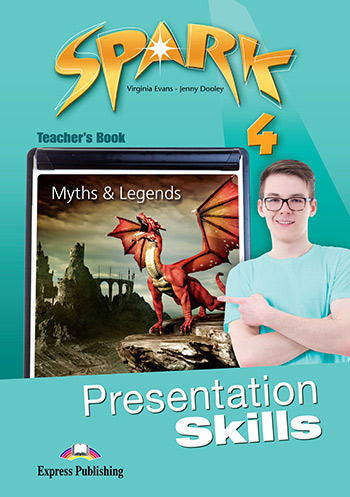 SPARK
Virginia Evans - Jenny Dooley
4
Teacher's Book
Myths & Legends
Presentation
Skills
Express Publishing